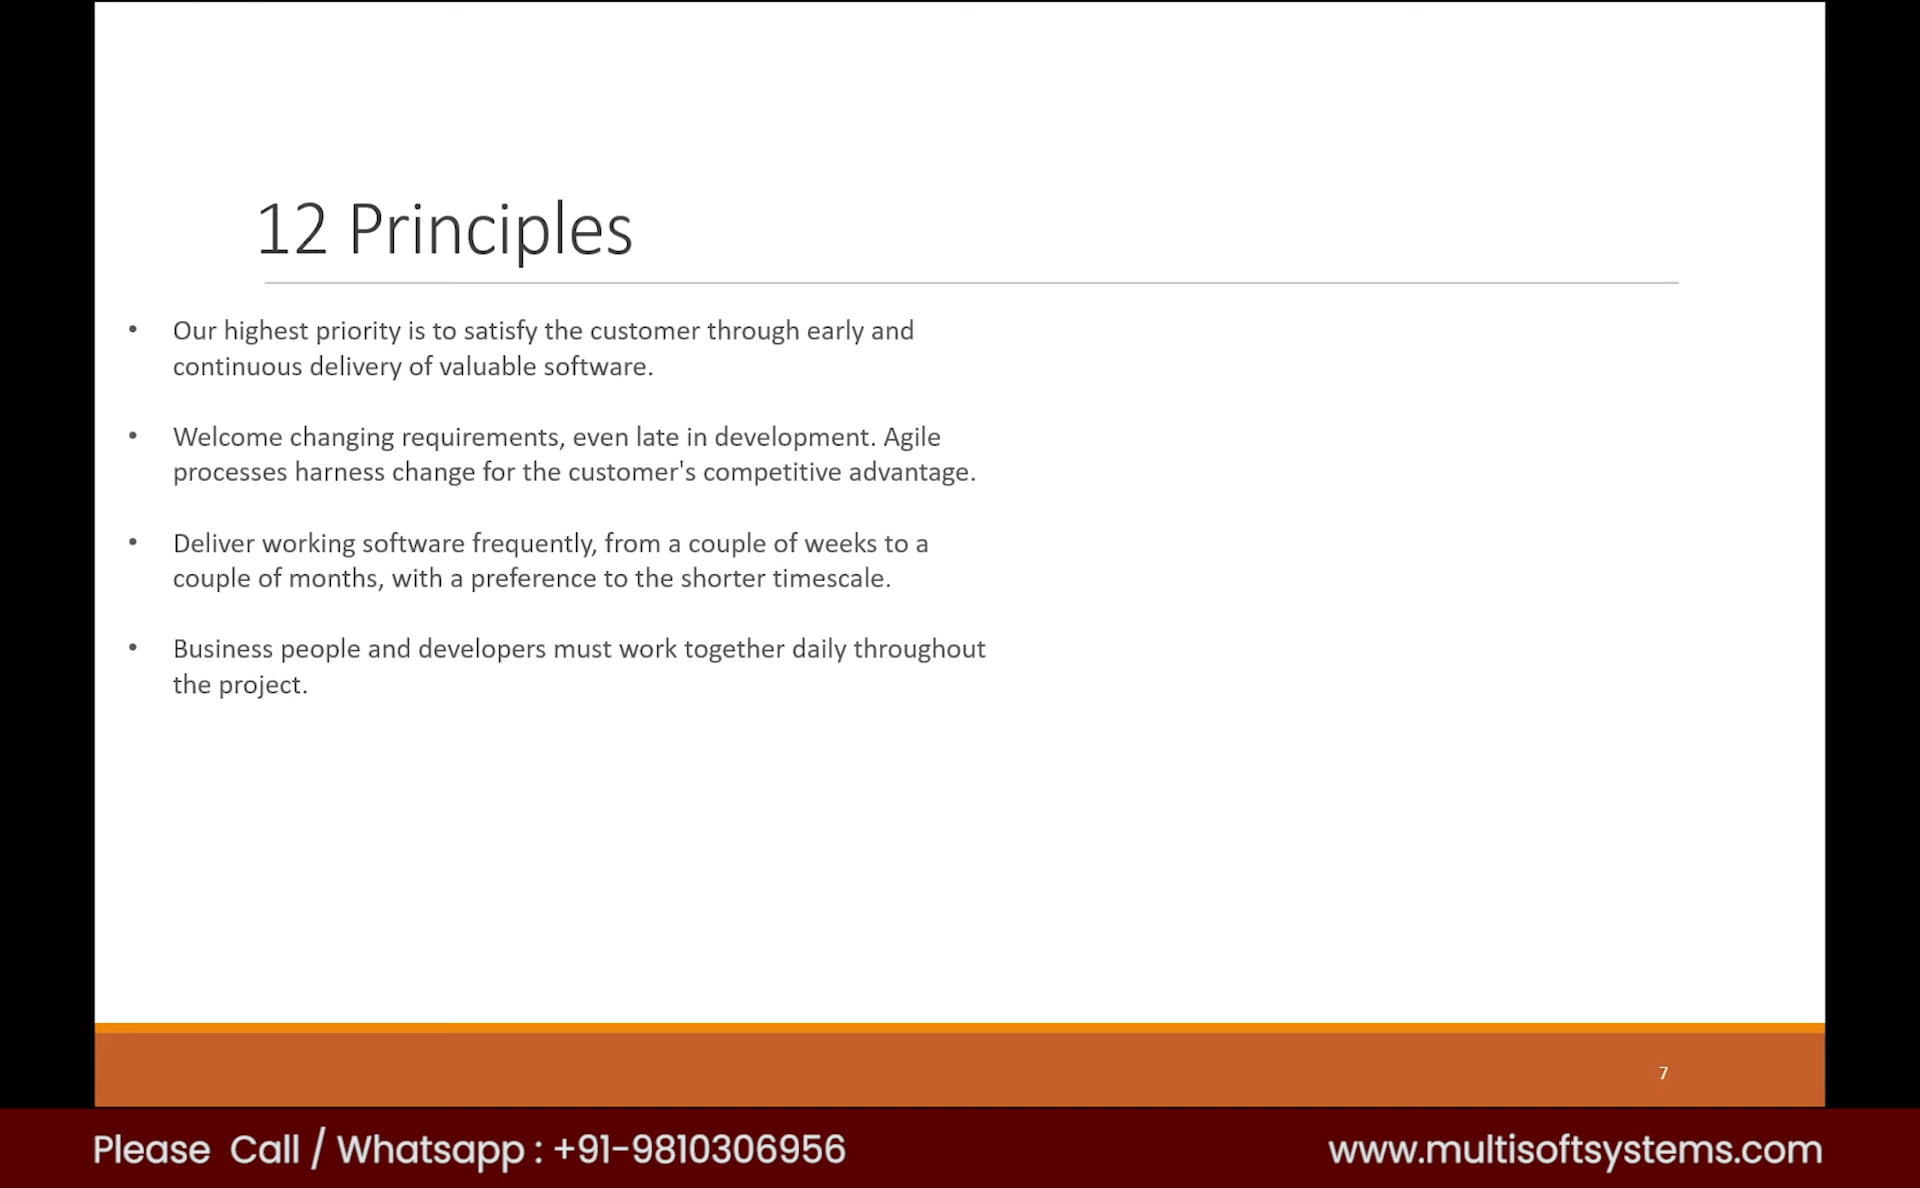 12 Principles
• Our highest priority is to satisfy the customer through early and
continuous delivery of valuable software.
• Welcome changing requirements, even late in development. Agile
processes harness change for the customer's competitive advantage.
• Deliver working software frequently, from a couple of weeks to a
couple of months, with a preference to the shorter timescale.
• Business people and developers must work together daily throughout
the project.
7
Please Call / Whatsapp : +91-9810306956
www.multisoftsystems.com